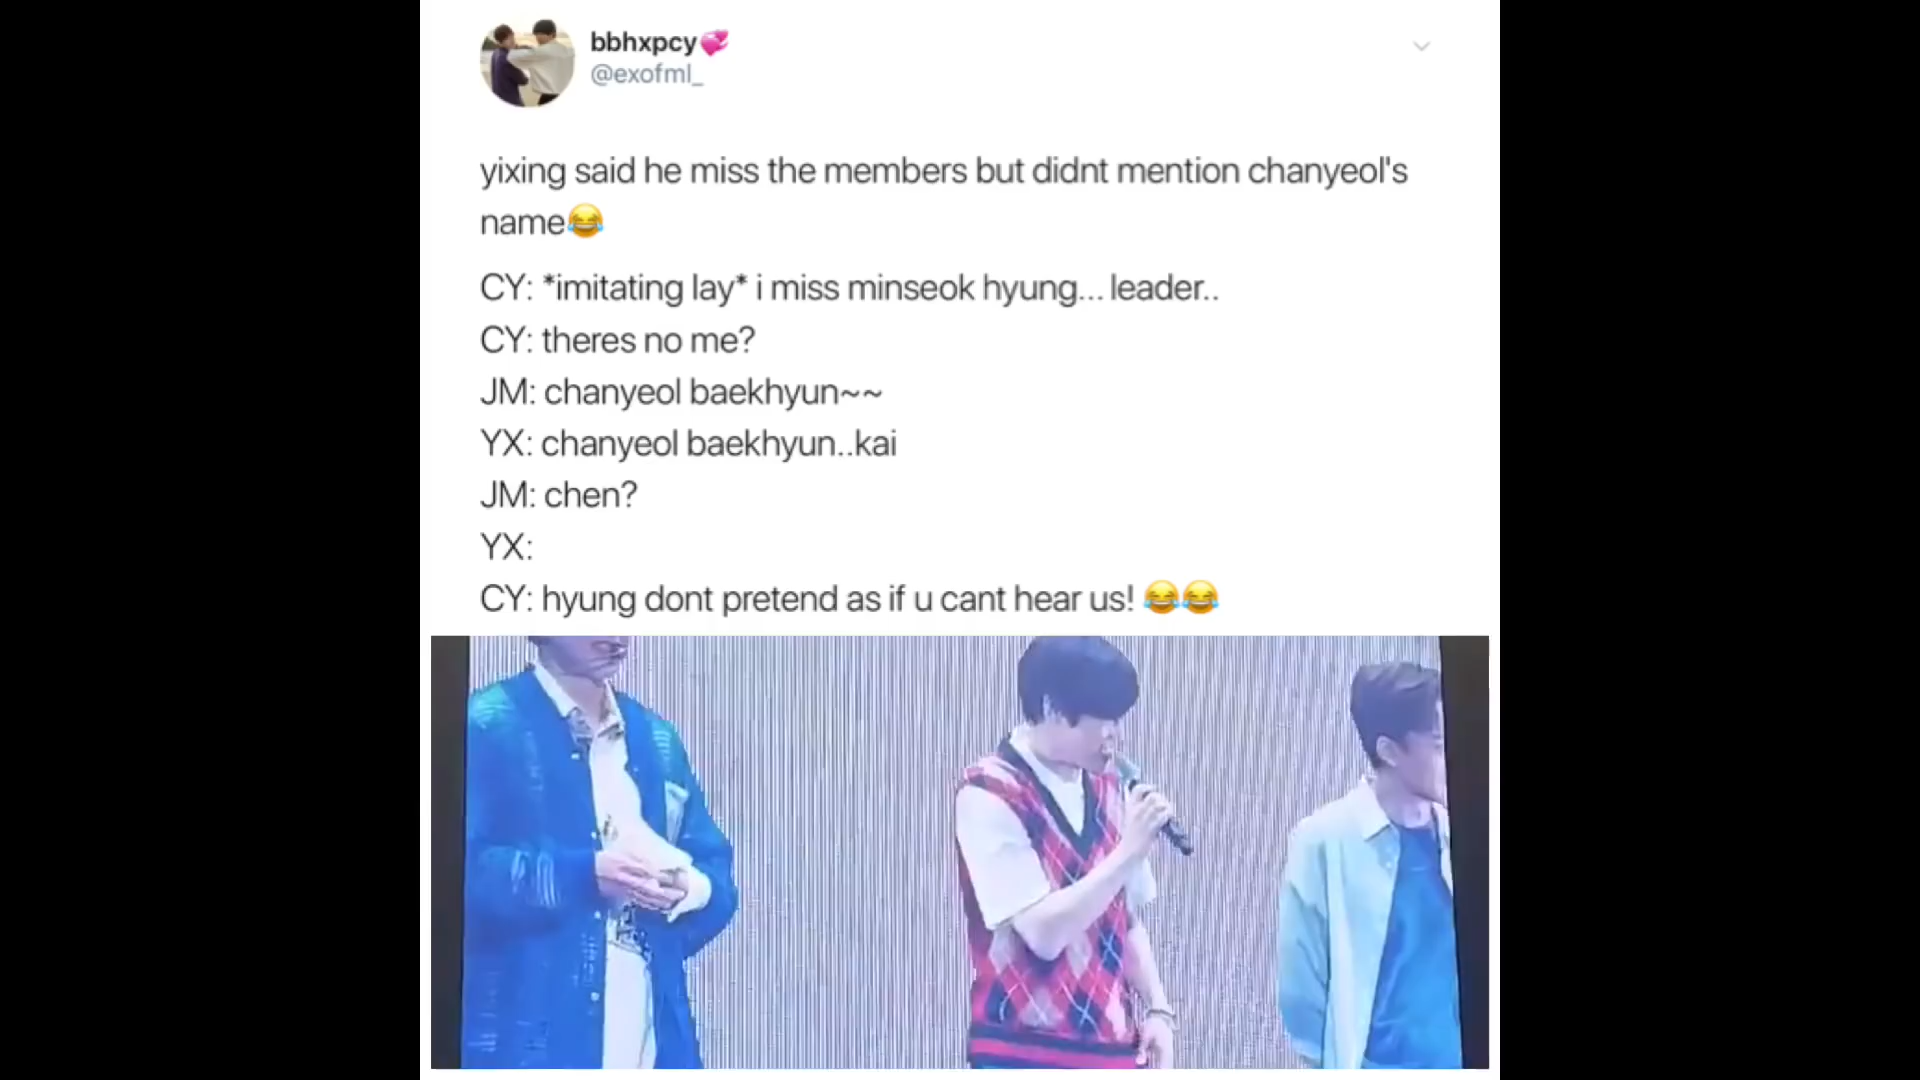 bbhxpcy💞
@exofml_
yixing said he miss the members but didnt mention chanyeol's
name😂
CY: *imitating lay* i miss minseok hyung... leader..
CY: theres no me?
JM: chanyeol baekhyun~~
YX: chanyeol baekhyun..kai
JM: chen?
YX:
CY: hyung dont pretend as if u cant hear us! 😂😂